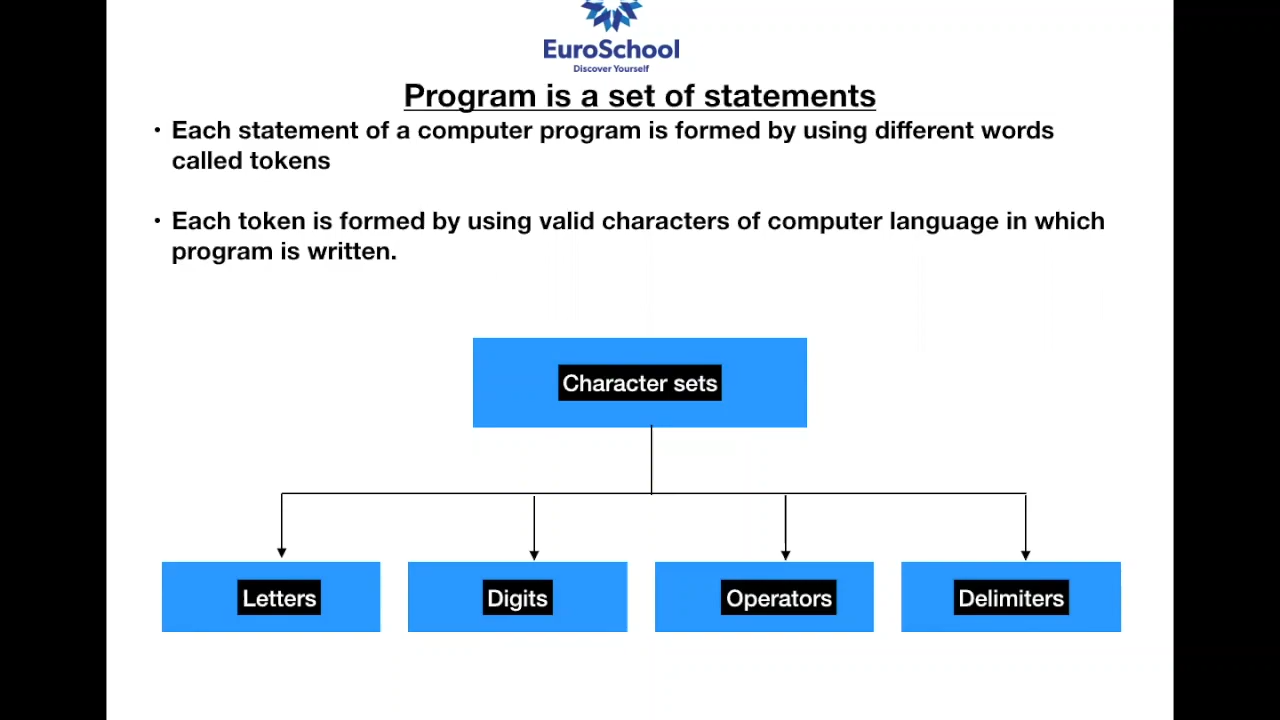 EuroSchool
Discover Yourself
Program is a set of statements
• Each statement of a computer program is formed by using different words
called tokens
• Each token is formed by using valid characters of computer language in which
program is written.
Character sets
Letters
Digits
Operators
Delimiters